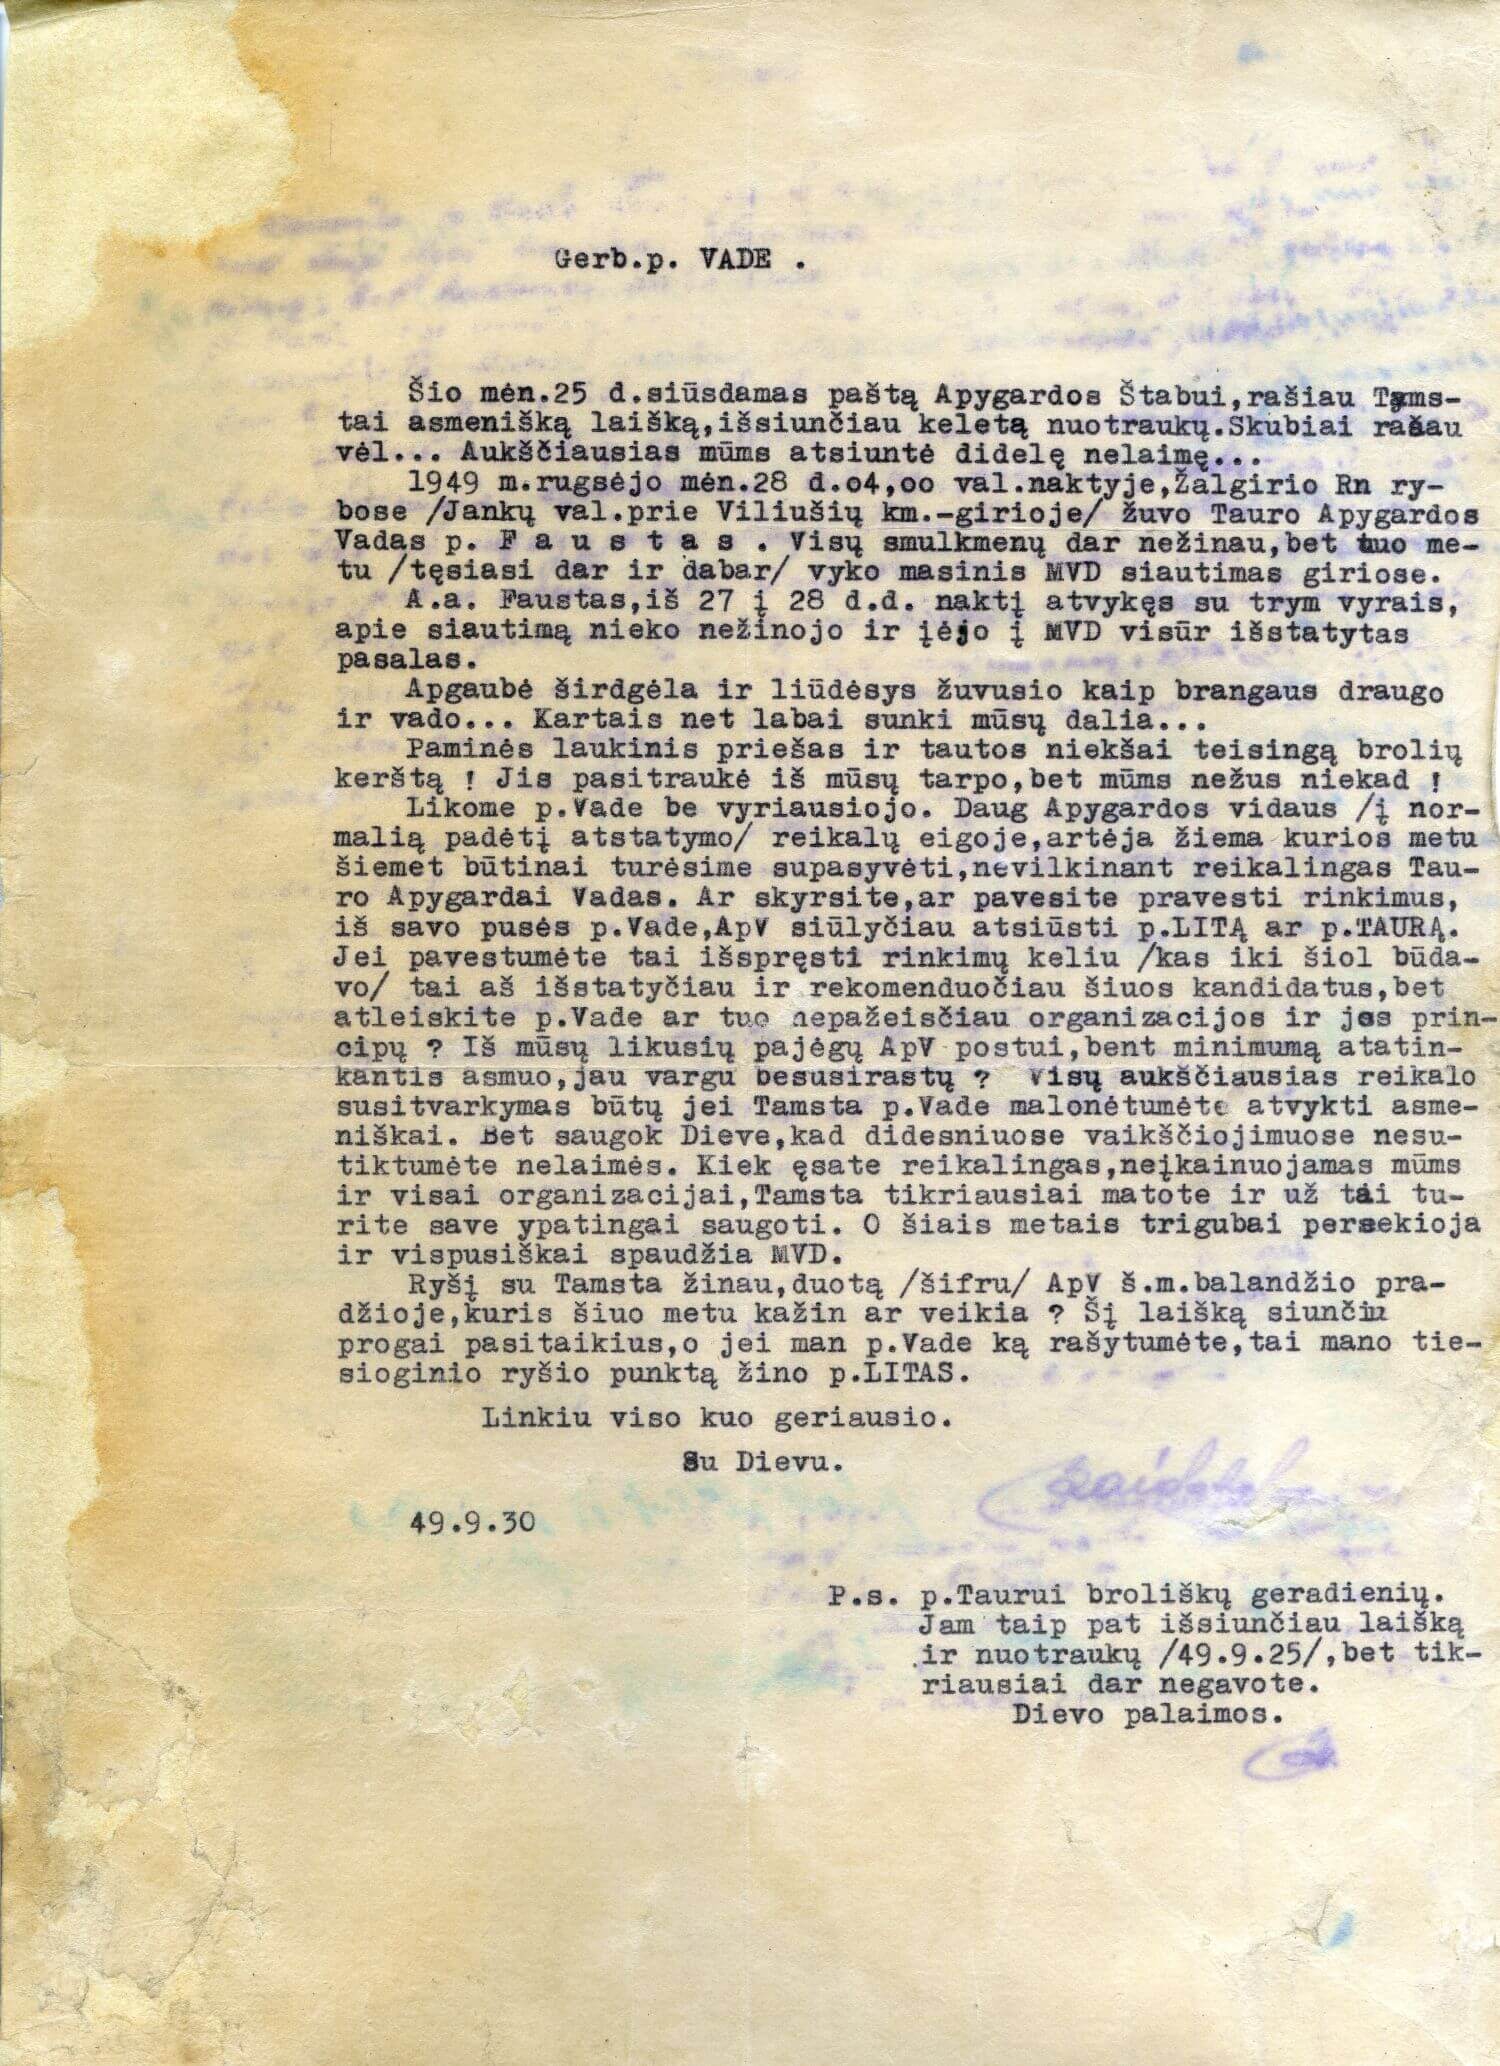 Gerb.p. VADE .
Šio mėn.25 d.siūsdamas paštą Apygardos Štabui,rašiau Tams-
tai asmenišką laišką,išsiunčiau keletą nuotraukų.Skubiai rašau
vėl... Aukščiausias mūms atsiuntė didelę nelaimę...
1949 m.rugsėjo mėn.28 d.o4,oo val.naktyje,Žalgirio Rn ry-
bose /Jankų val.prie Viliušių km.-girioje/ žuvo Tauro Apygardos
Vadas p. F a u s t a s . Visų smulkmenų dar nežinau,bet tuo me-
tu /tęsiasi dar ir dabar/ vyko masinis MVD siautimas giriose.
A.a. Faustas,iš 27 į 28 d.d. naktį atvykęs su trym vyrais,
apie siautimą nieko nežinojo ir įėjo į MVD visūr išstatytas
pasalas.
Apgaubė širdgėla ir liūdėsys žuvusio kaip brangaus draugo
ir vado... Kartais net labai sunki mūsų dalia...
Paminės laukinis priešas ir tautos niekšai teisingą brolių
kerštą ! Jis pasitraukė iš mūsų tarpo,bet mūms nežus niekad !
Likome p.Vade be vyriausiojo. Daug Apygardos vidaus /į nor-
malią padėtį atstatymo/ reikalų eigoje,artėja žiema kurios metu
šiemet būtinai turėsime supasyvėti,nevilkinant reikalingas Tau-
ro Apygardai Vadas. Ar skyrsite,ar pavesite pravesti rinkimus,
iš savo pusės p.Vade,ApV siūlyčiau atsiūsti p.LITĄ ar p.TAURĄ.
Jei pavestumėte tai išspręsti rinkimų keliu /kas iki šiol būda-
vo/ tai aš išstatyčiau ir rekomenduočiau šiuos kandidatus,bet
atleiskite p.Vade ar tuo nepažeisčiau organizacijos ir jos prin-
cipų ? Iš mūsų likusių pajėgų ApV postui,bent minimumą atatin-
kantis asmuo,jau vargu besusirastų ? Visų aukščiausias reikalo
susitvarkymas būtų jei Tamsta p.Vade malonėtumėte atvykti asme-
niškai. Bet saugok Dieve,kad didesniuose vaikščiojimuose nesu-
tiktumėte nelaimės. Kiek ęsate reikalingas,neįkainuojamas mūms
ir visai organizacijai,Tamsta tikriausiai matote ir už tai tu-
rite save ypatingai saugoti. O šiais metais trigubai persekioja
ir vispusiškai spaudžia MVD.
Ryšį su Tamsta žinau,duotą /šifru/ ApV š.m.balandžio pra-
džioje,kuris šiuo metu kažin ar veikia ? Šį laišką siunčiu
progai pasitaikius,o jei man p.Vade ką rašytumėte,tai mano tie-
sioginio ryšio punktą žino p.LITAS.
Linkiu viso kuo geriausio.
Su Dievu.
49.9.30
P.s. p.Taurui broliškų geradienių.
Jam taip pat išsiunčiau laišką
ir nuotraukų /49.9.25/,bet tik-
riausiai dar negavote.
Dievo palaimos.